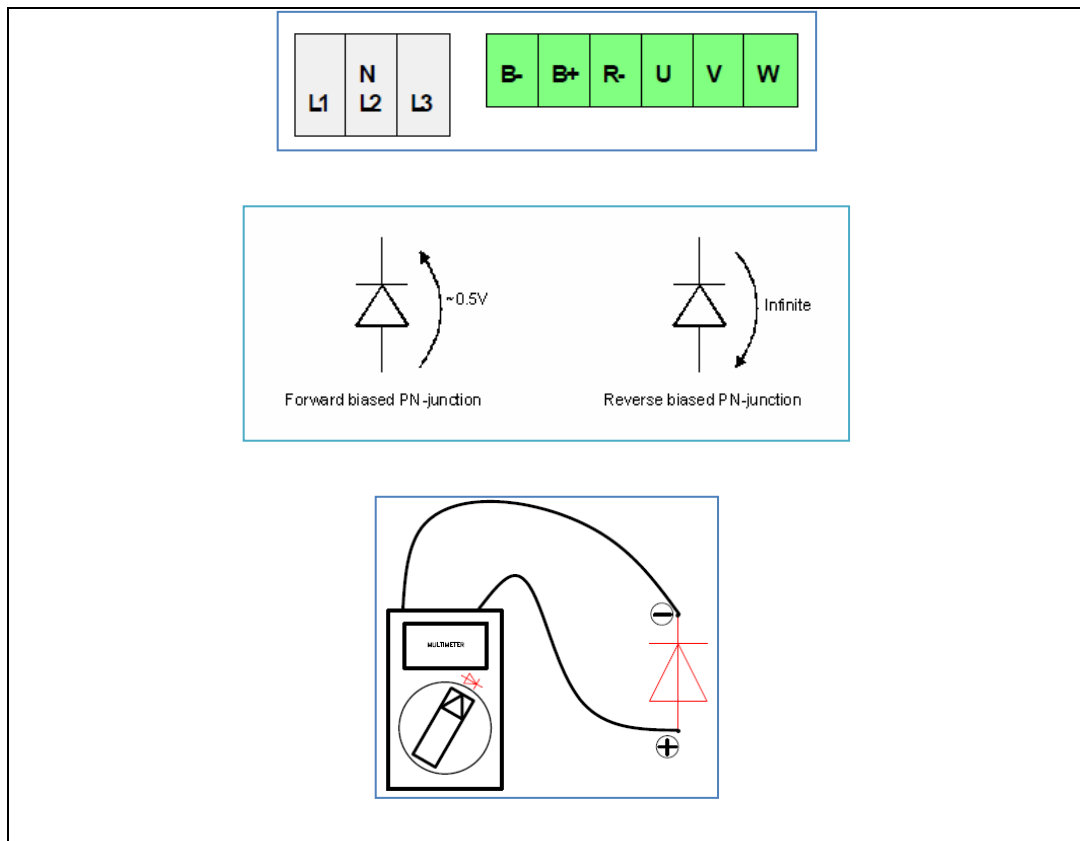 N
L1 L2 L3
B- B+ R- U V W
~0.5V
Infinite
Forward biased PN-junction
Reverse biased PN-junction
MULTIMETER